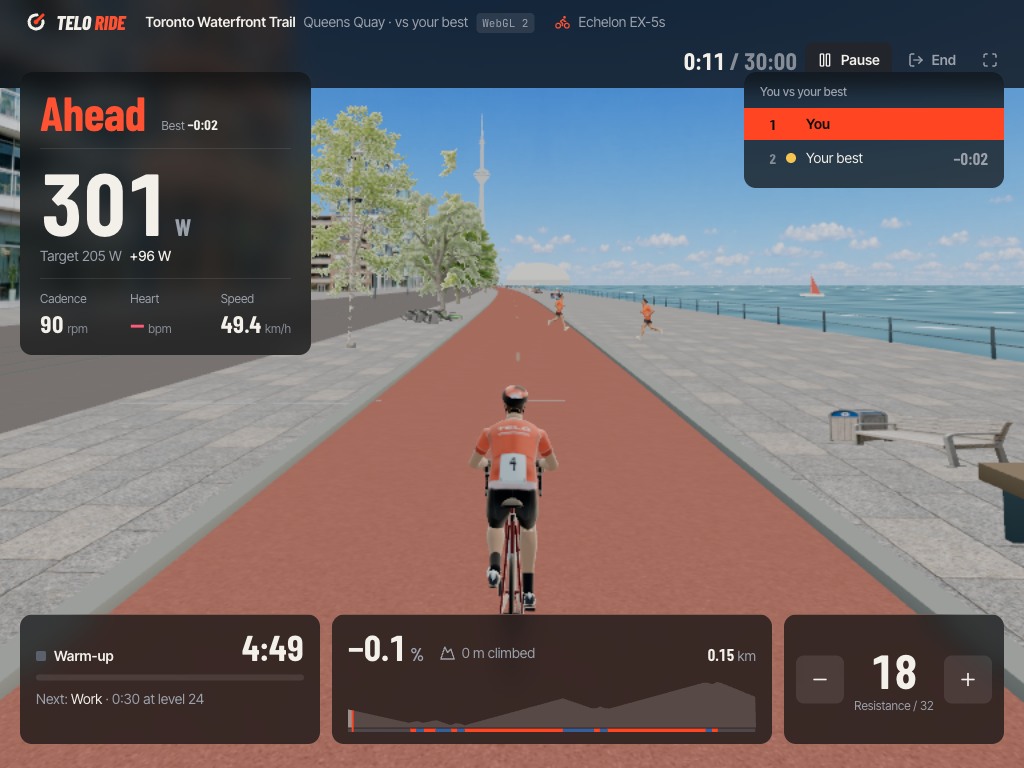 TELO RIDE Toronto Waterfront Trail Queens Quay · vs your best WebGL 2 Echelon EX-5s
0:11 / 30:00 Pause End
Ahead Best −0:02
301 W
Target 205 W +96 W
Cadence Heart Speed
90 rpm — bpm 49.4 km/h
You vs your best
1 You
2 Your best −0:02
TELO
4
Warm-up 4:49
Next: Work · 0:30 at level 24
−0.1 % 0 m climbed 0.15 km
− 18 +
Resistance / 32